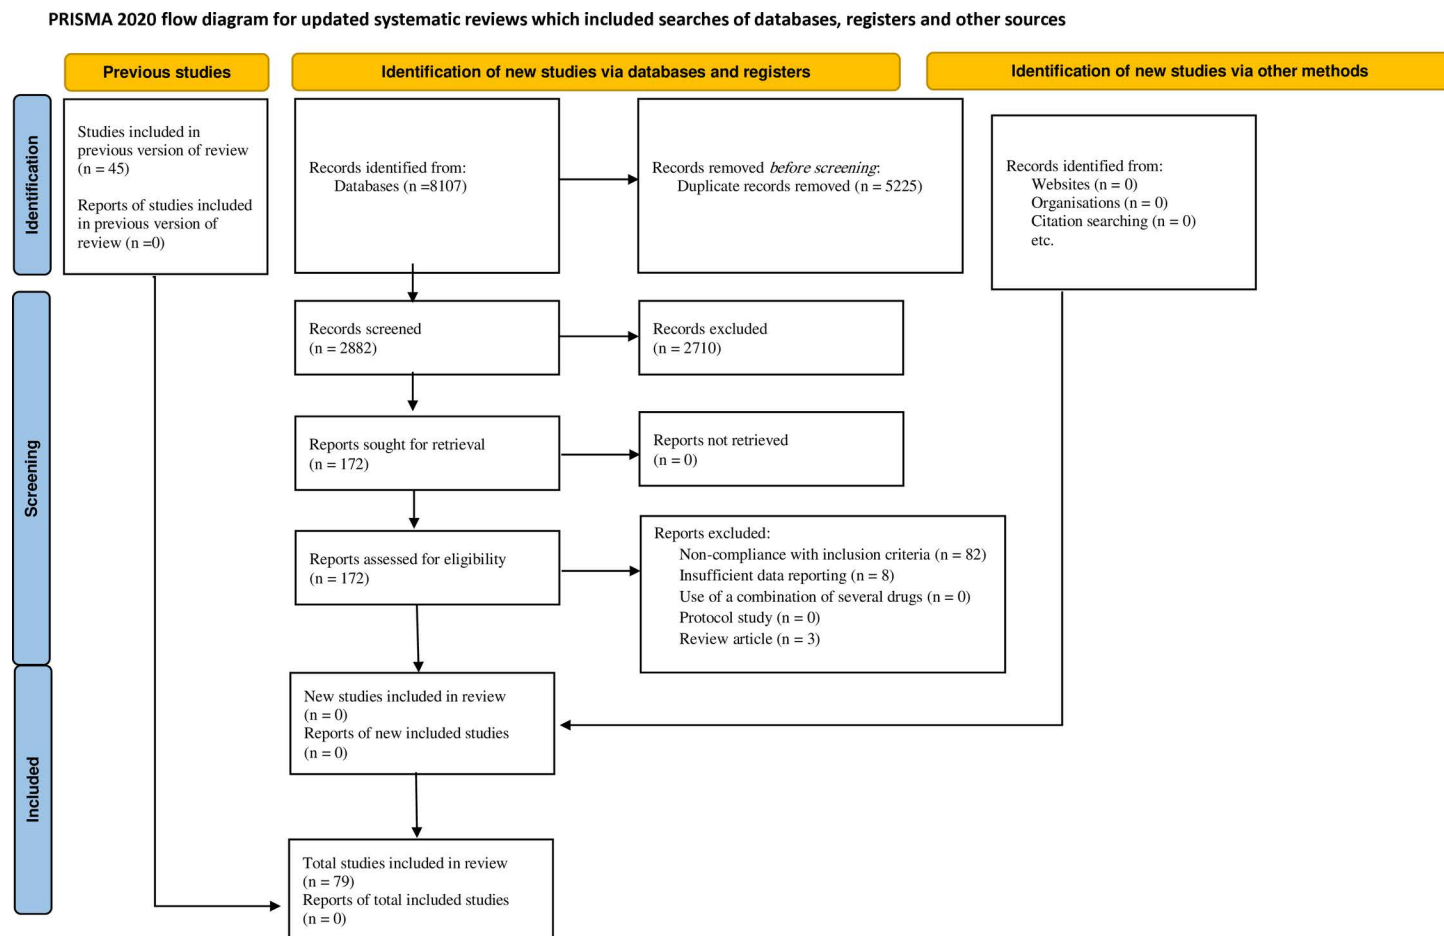 PRISMA 2020 flow diagram for updated systematic reviews which included searches of databases, registers and other sources
Previous studies
Identification of new studies via databases and registers
Identification of new studies via other methods
Identification
Studies included in
previous version of review
(n = 45)
Reports of studies included
in previous version of
review (n =0)
Records identified from:
Databases (n =8107)
Records removed before screening:
Duplicate records removed (n = 5225)
Records identified from:
Websites (n = 0)
Organisations (n = 0)
Citation searching (n = 0)
etc.
Screening
Records screened
(n = 2882)
Records excluded
(n = 2710)
Reports sought for retrieval
(n = 172)
Reports not retrieved
(n = 0)
Reports assessed for eligibility
(n = 172)
Reports excluded:
Non-compliance with inclusion criteria (n = 82)
Insufficient data reporting (n = 8)
Use of a combination of several drugs (n = 0)
Protocol study (n = 0)
Review article (n = 3)
Included
New studies included in review
(n = 0)
Reports of new included studies
(n = 0)
Total studies included in review
(n = 79)
Reports of total included studies
(n = 0)